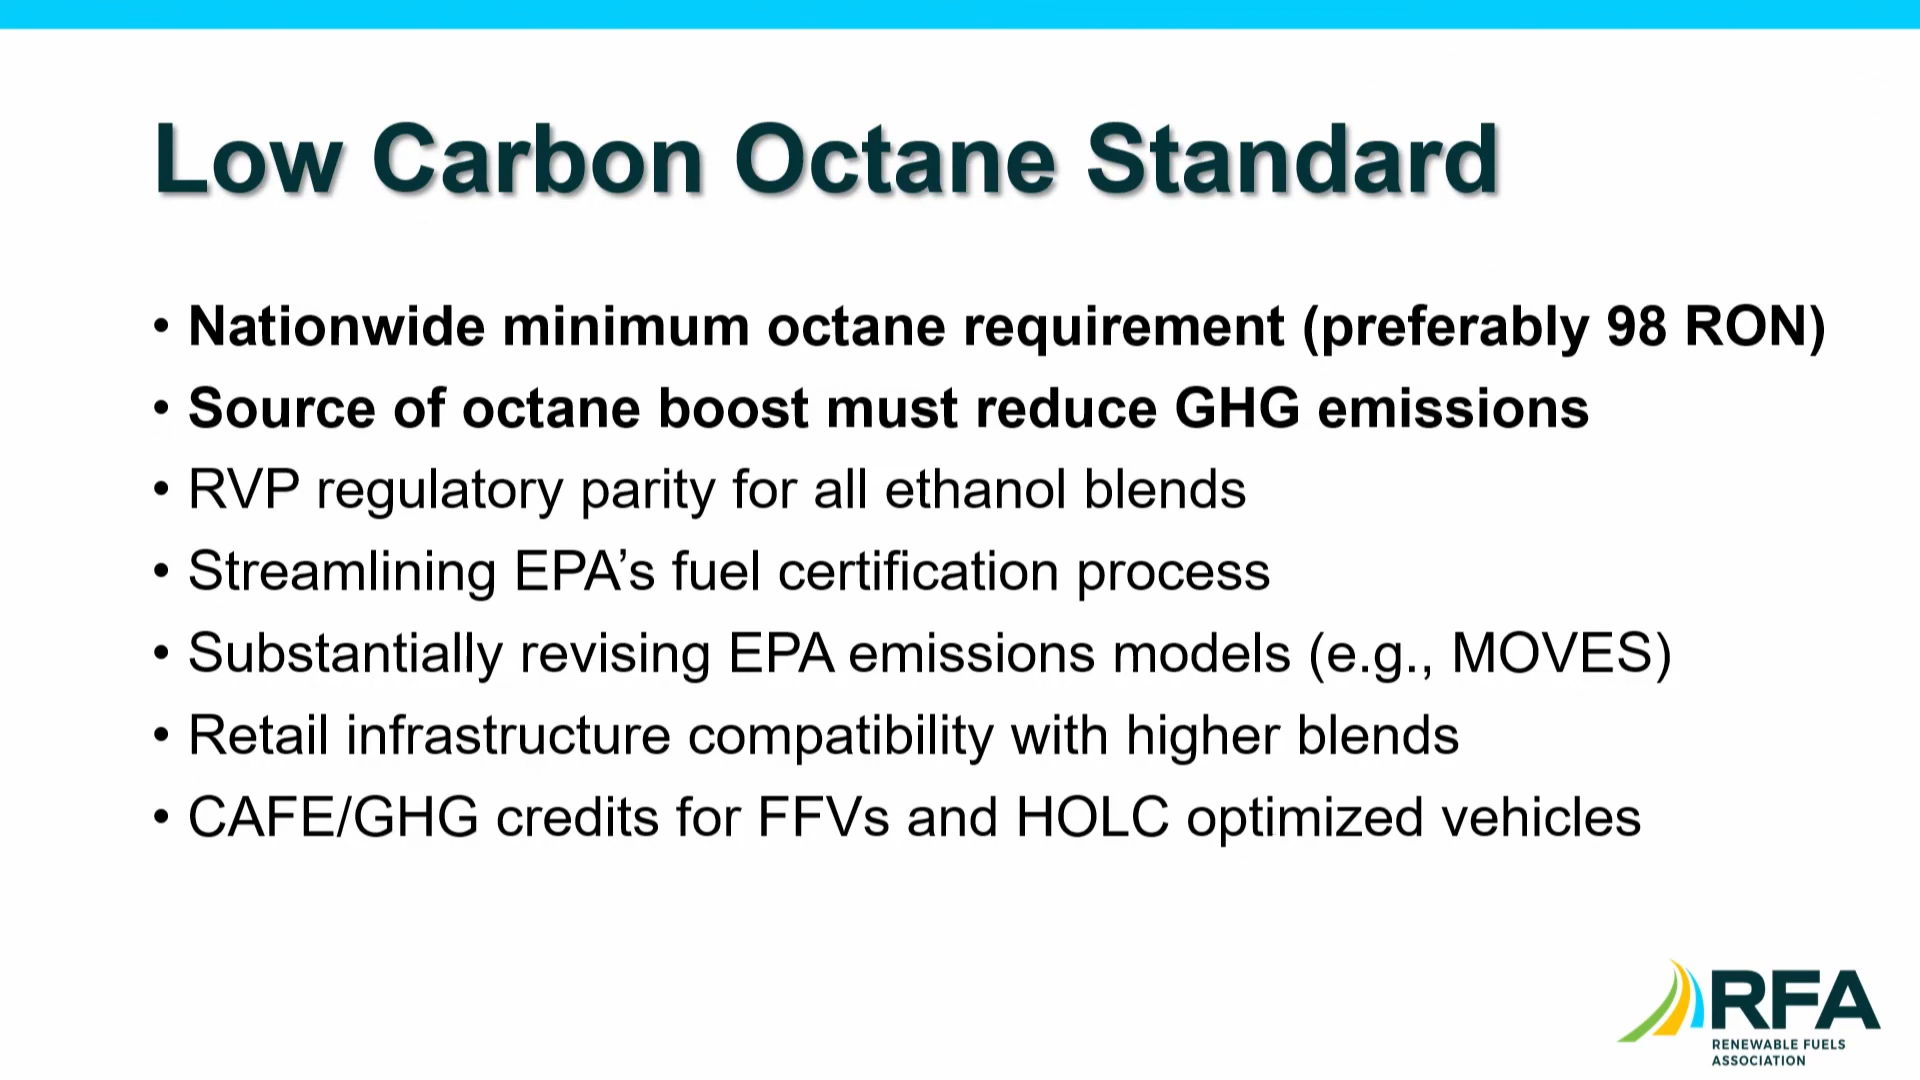 Low Carbon Octane Standard
• Nationwide minimum octane requirement (preferably 98 RON)
• Source of octane boost must reduce GHG emissions
• RVP regulatory parity for all ethanol blends
• Streamlining EPA’s fuel certification process
• Substantially revising EPA emissions models (e.g., MOVES)
• Retail infrastructure compatibility with higher blends
• CAFE/GHG credits for FFVs and HOLC optimized vehicles
RFA
RENEWABLE FUELS
ASSOCIATION